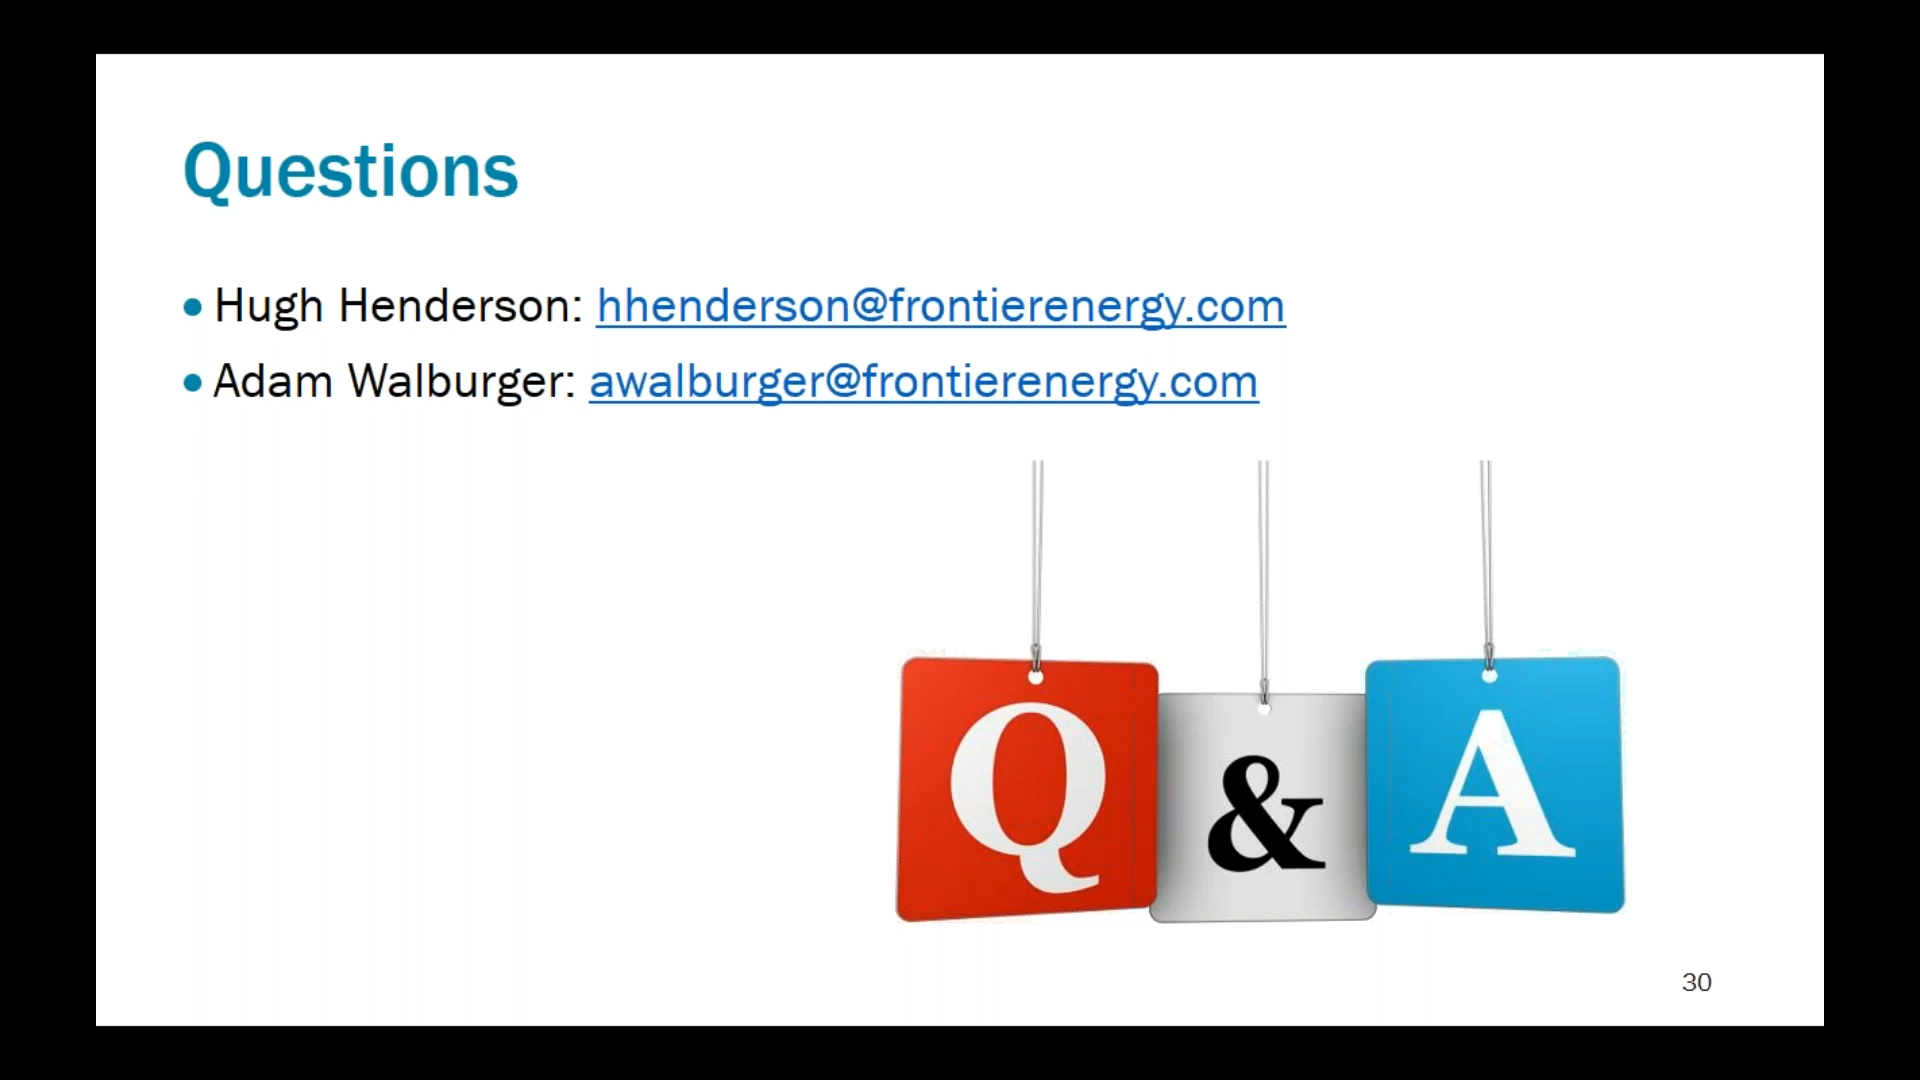 Questions
• Hugh Henderson: hhenderson@frontierenergy.com
• Adam Walburger: awalburger@frontierenergy.com
Q & A
30